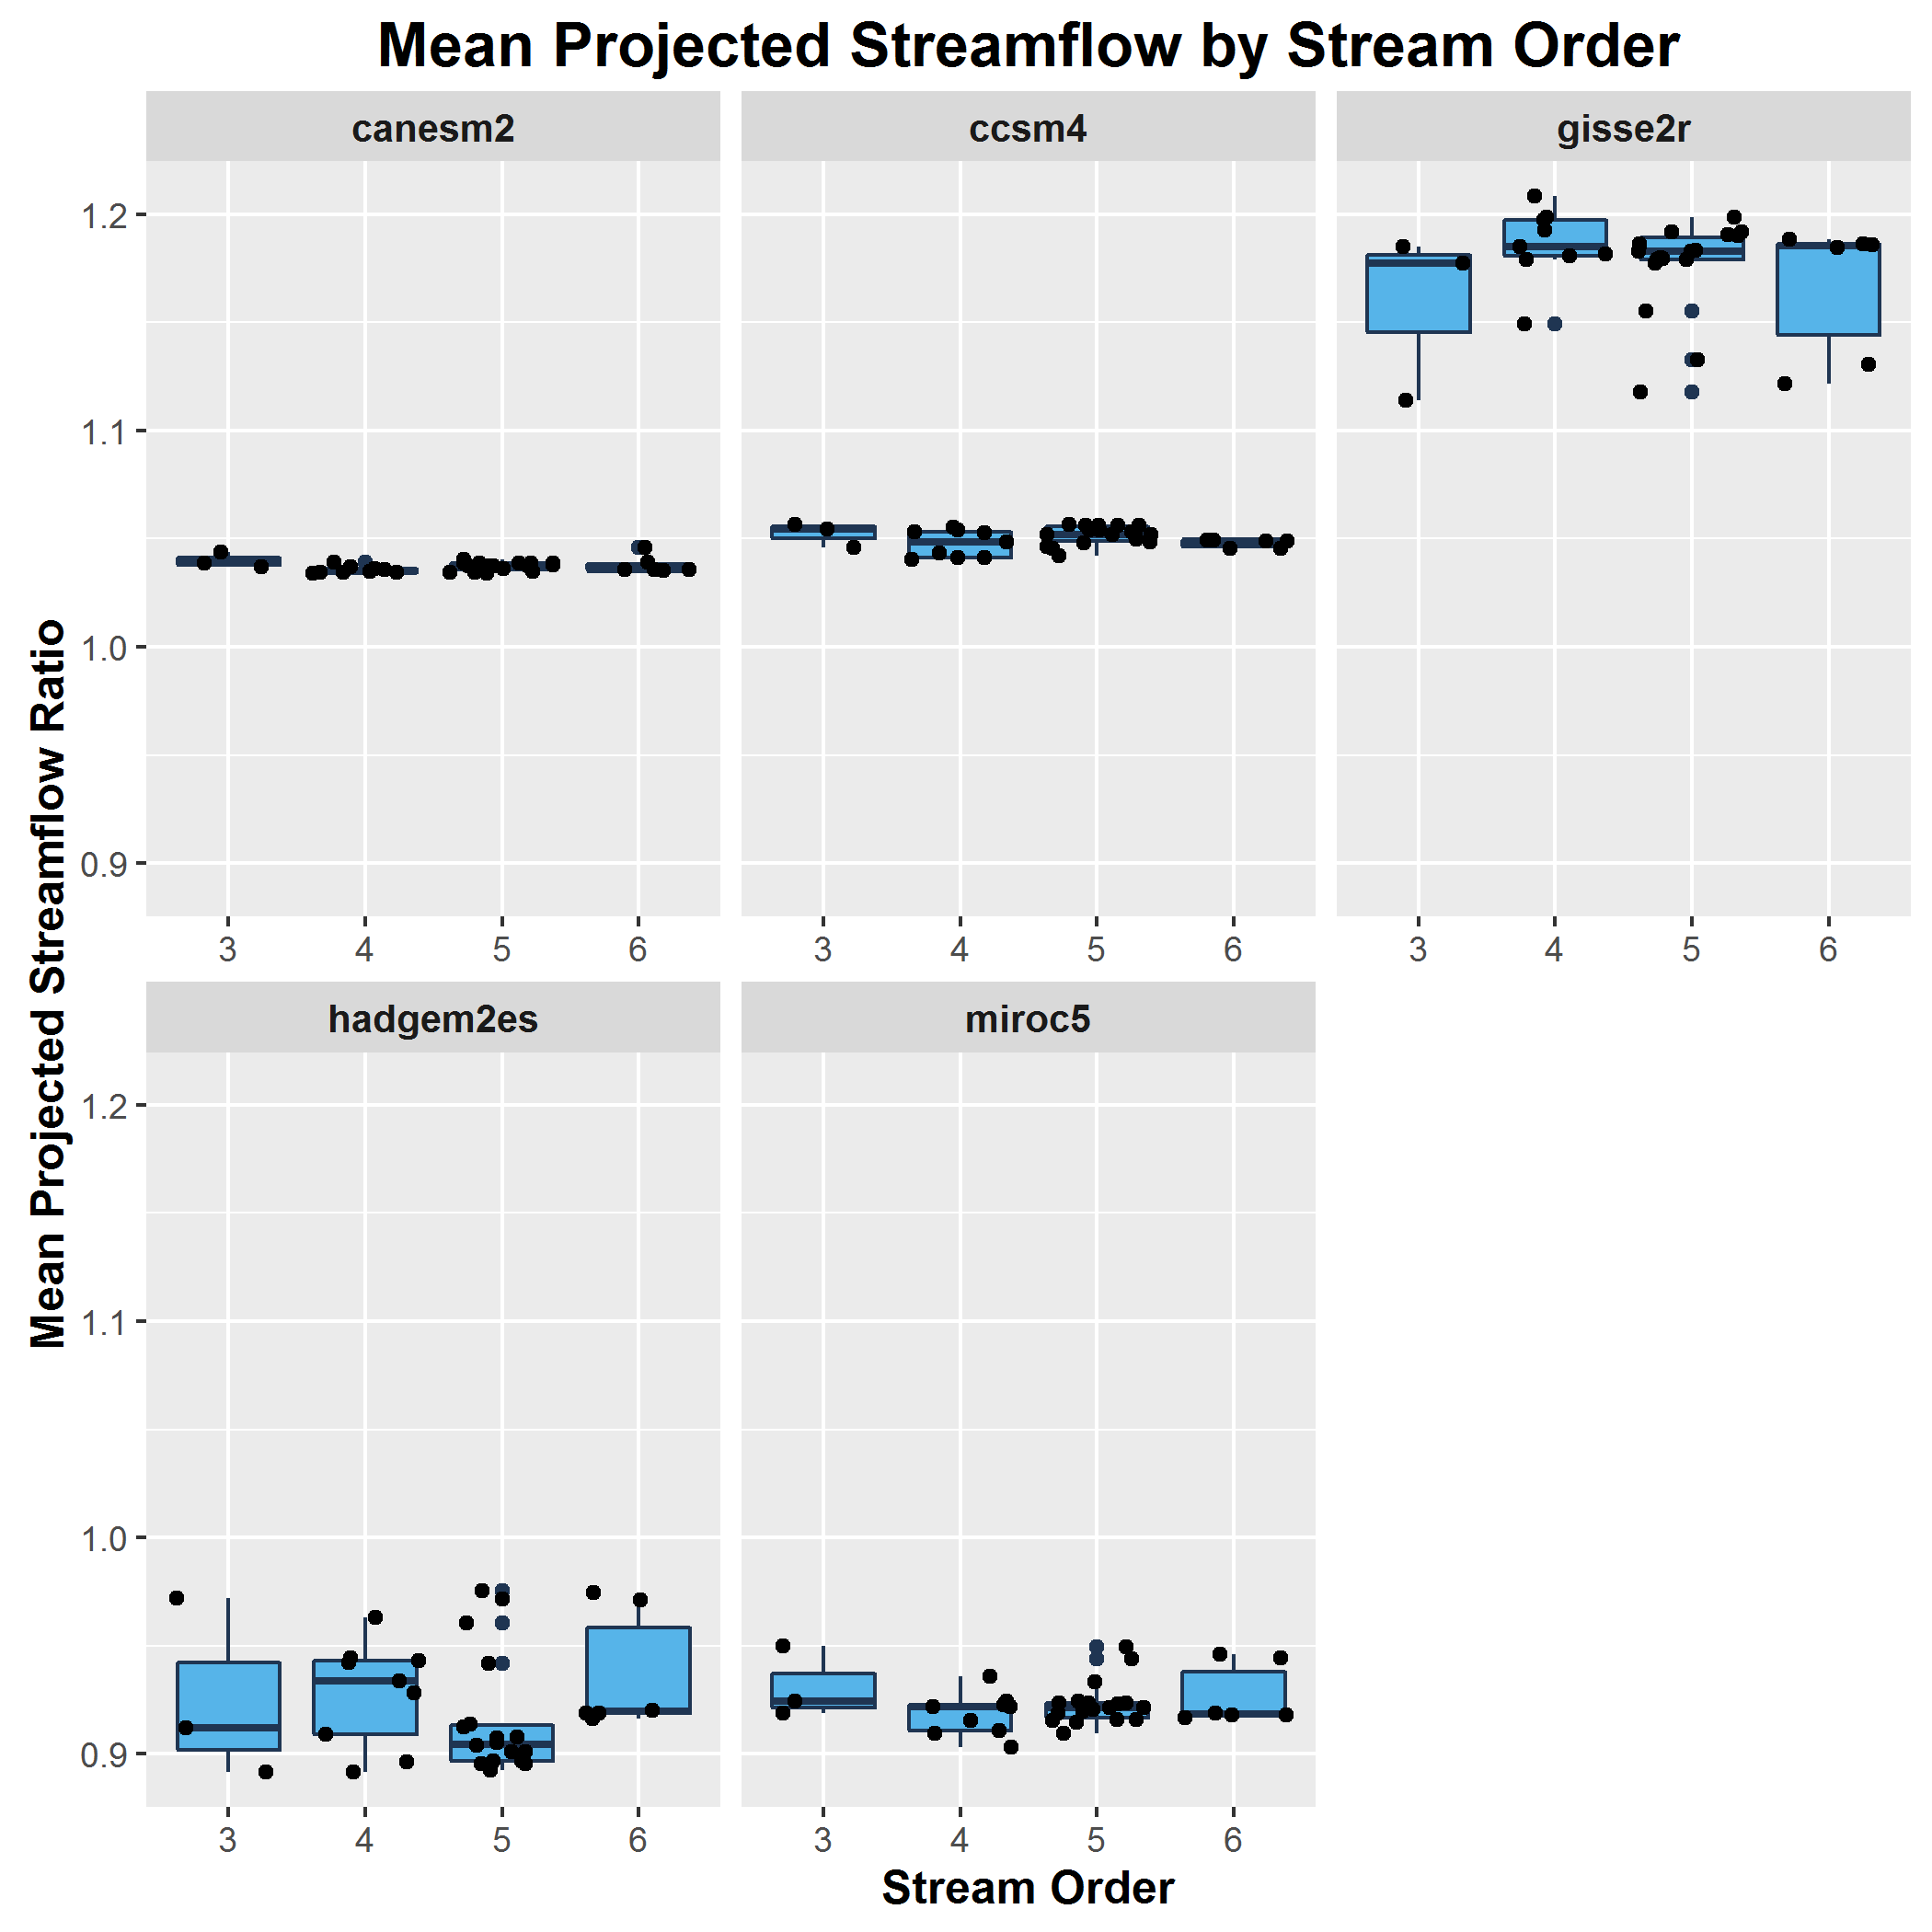 Mean Projected Streamflow by Stream Order
canesm2
ccsm4
gisse2r
1.2
1.1
1.0
0.9
3 4 5 6
3 4 5 6
3 4 5 6
Mean Projected Streamflow Ratio
hadgem2es
miroc5
1.2
1.1
1.0
0.9
3 4 5 6
3 4 5 6
Stream Order